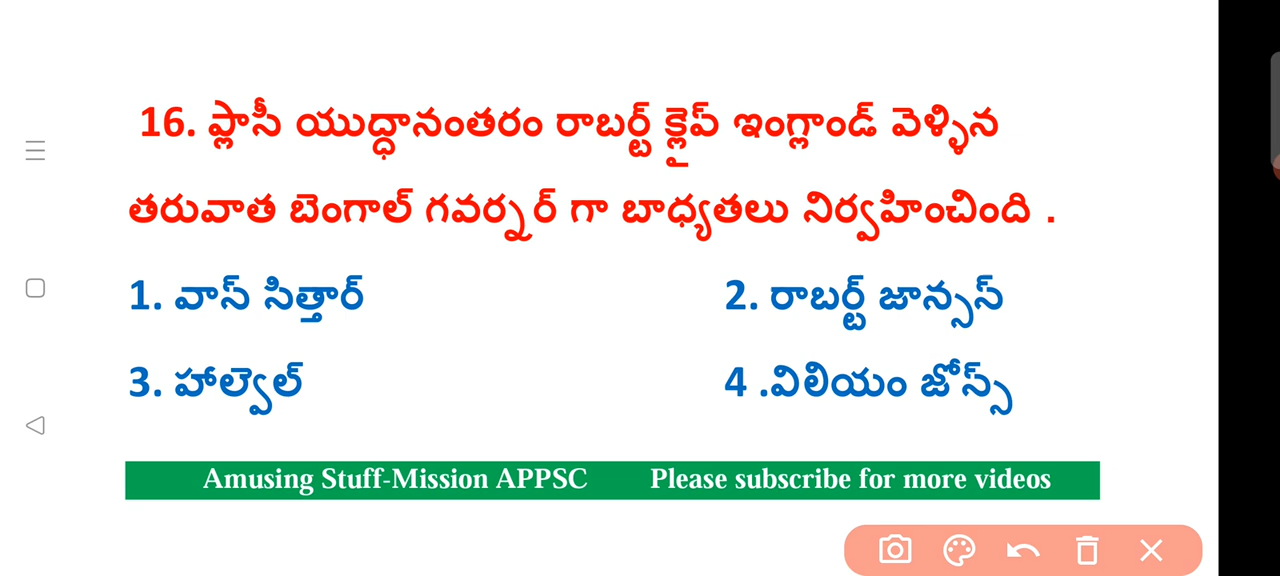 16. ప్లాసీ యుద్ధానంతరం రాబర్ట్ క్లైప్ ఇంగ్లాండ్ వెళ్ళిన
తరువాత బెంగాల్ గవర్నర్ గా బాధ్యతలు నిర్వహించింది .
1. వాస్ సిత్తార్ 2. రాబర్ట్ జాన్సస్
3. హాల్వెల్ 4 .విలియం జోన్స్
Amusing Stuff-Mission APPSC Please subscribe for more videos